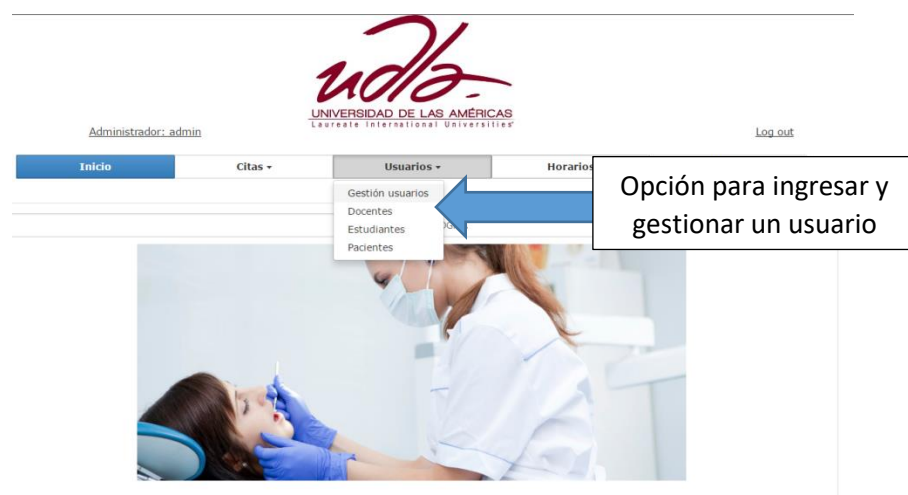 udla-
UNIVERSIDAD DE LAS AMÉRICAS
Laureate International Universities®
Administrador: admin
Log out
Inicio
Citas
Usuarios
Horarios
Gestión usuarios
Docentes
Estudiantes
Pacientes
Opción para ingresar y
gestionar un usuario